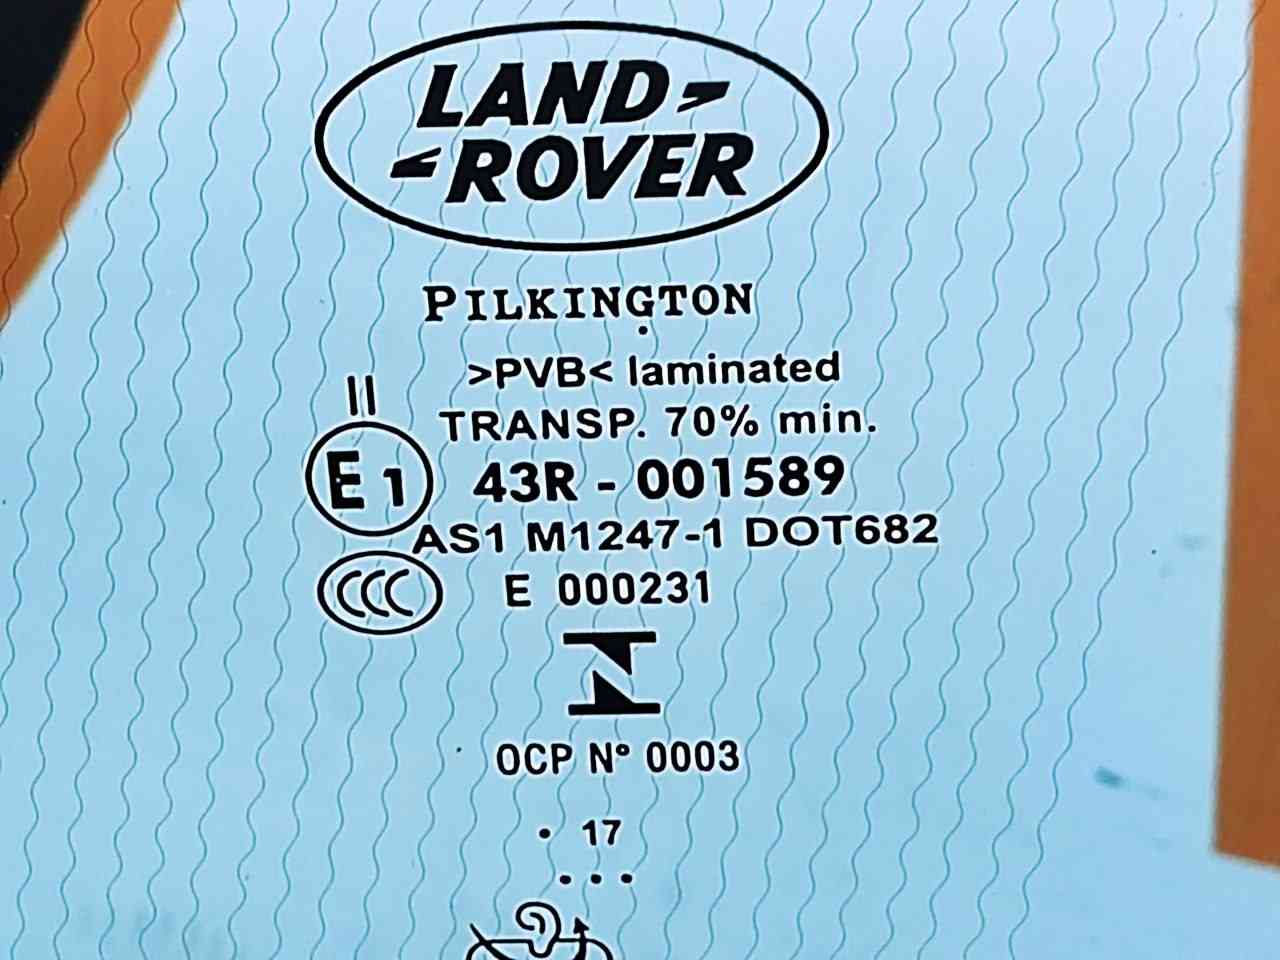 LAND
ROVER
PILKINGTON
>PVB< laminated
II
TRANSP. 70% min.
E1 43R - 001589
AS1 M1247-1 DOT682
CCC E 000231
OCP Nº 0003
. 17
...